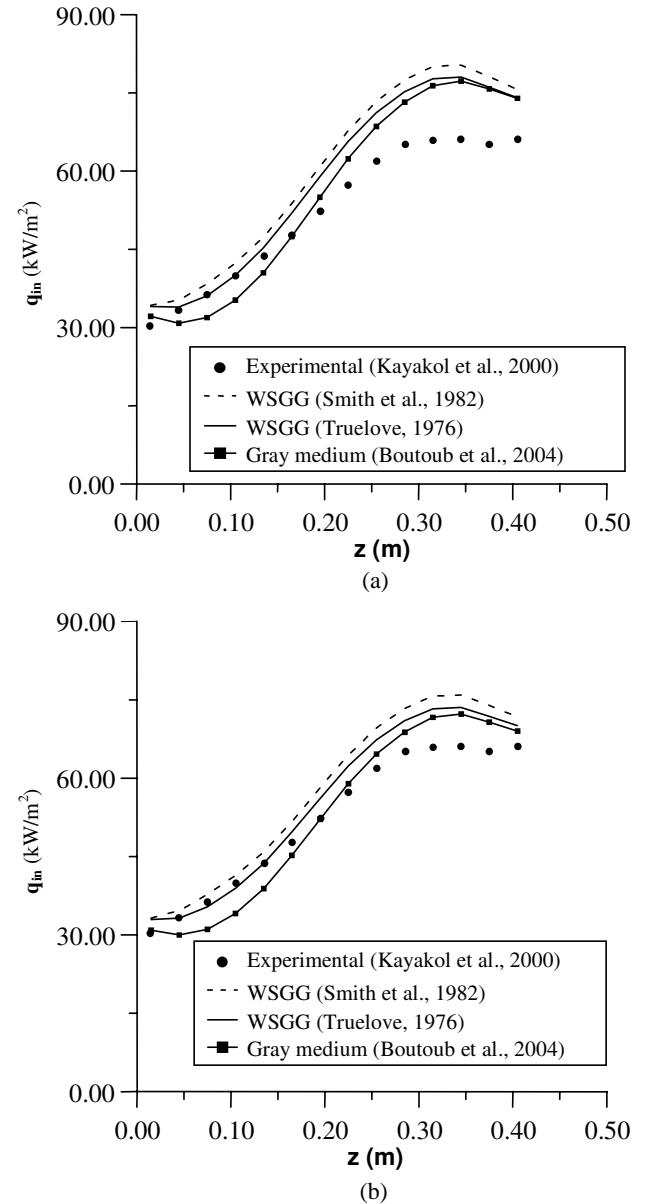 90.00
60.00
30.00
0.00
q_in (kW/m²)
Experimental (Kayakol et al., 2000)
WSGG (Smith et al., 1982)
WSGG (Truelove, 1976)
Gray medium (Boutoub et al., 2004)
0.00 0.10 0.20 0.30 0.40 0.50
z (m)
(a)
90.00
60.00
30.00
0.00
q_in (kW/m²)
Experimental (Kayakol et al., 2000)
WSGG (Smith et al., 1982)
WSGG (Truelove, 1976)
Gray medium (Boutoub et al., 2004)
0.00 0.10 0.20 0.30 0.40 0.50
z (m)
(b)